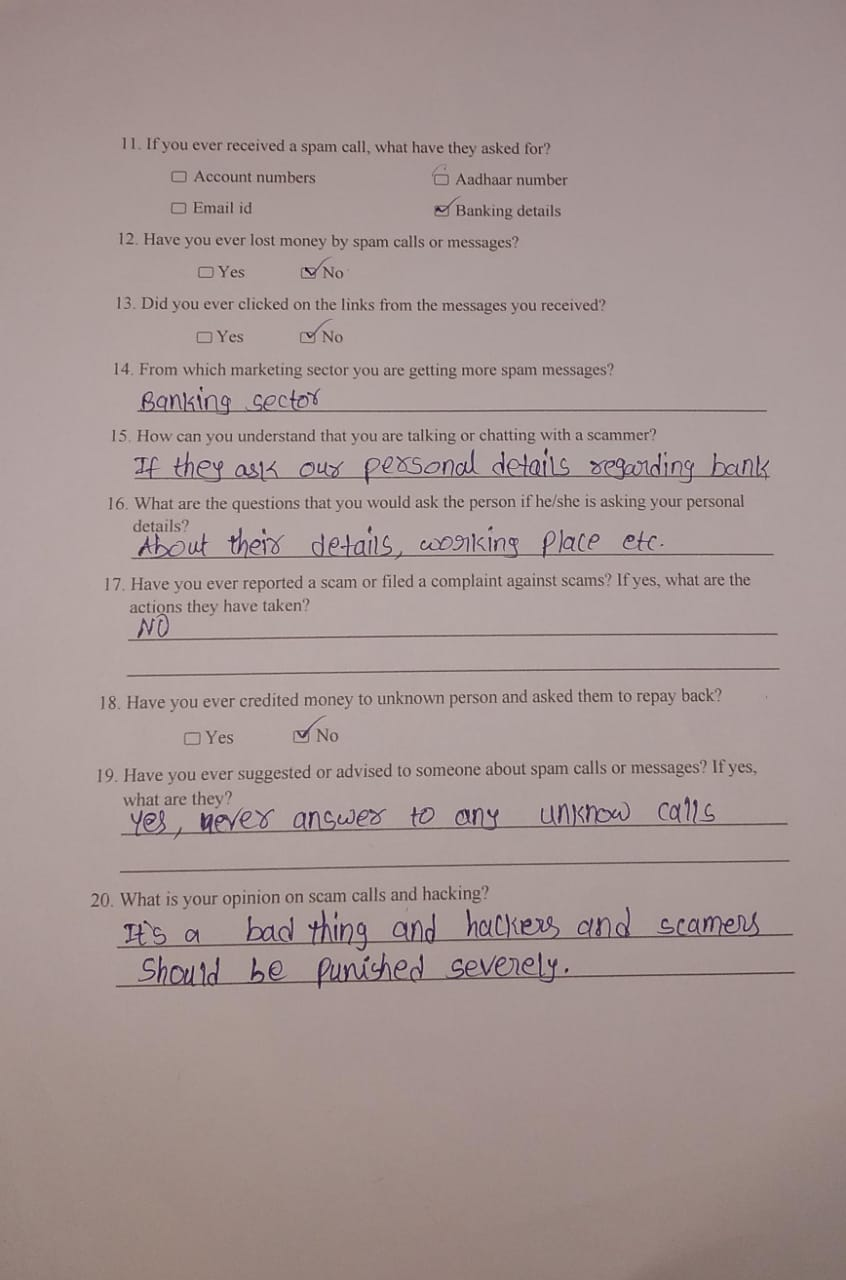 11. If you ever received a spam call, what have they asked for?
☐ Account numbers ☐ Aadhaar number
☐ Email id ☑ Banking details
12. Have you ever lost money by spam calls or messages?
☐ Yes ☑ No
13. Did you ever clicked on the links from the messages you received?
☐ Yes ☑ No
14. From which marketing sector you are getting more spam messages?
Banking sector
15. How can you understand that you are talking or chatting with a scammer?
If they ask our personal details regarding bank
16. What are the questions that you would ask the person if he/she is asking your personal
details?
About their details, working place etc.
17. Have you ever reported a scam or filed a complaint against scams? If yes, what are the
actions they have taken?
NO
18. Have you ever credited money to unknown person and asked them to repay back?
☐ Yes ☑ No
19. Have you ever suggested or advised to someone about spam calls or messages? If yes,
what are they?
Yes, never answer to any unknow calls
20. What is your opinion on scam calls and hacking?
It's a bad thing and hackers and scamers
should be punished severely.